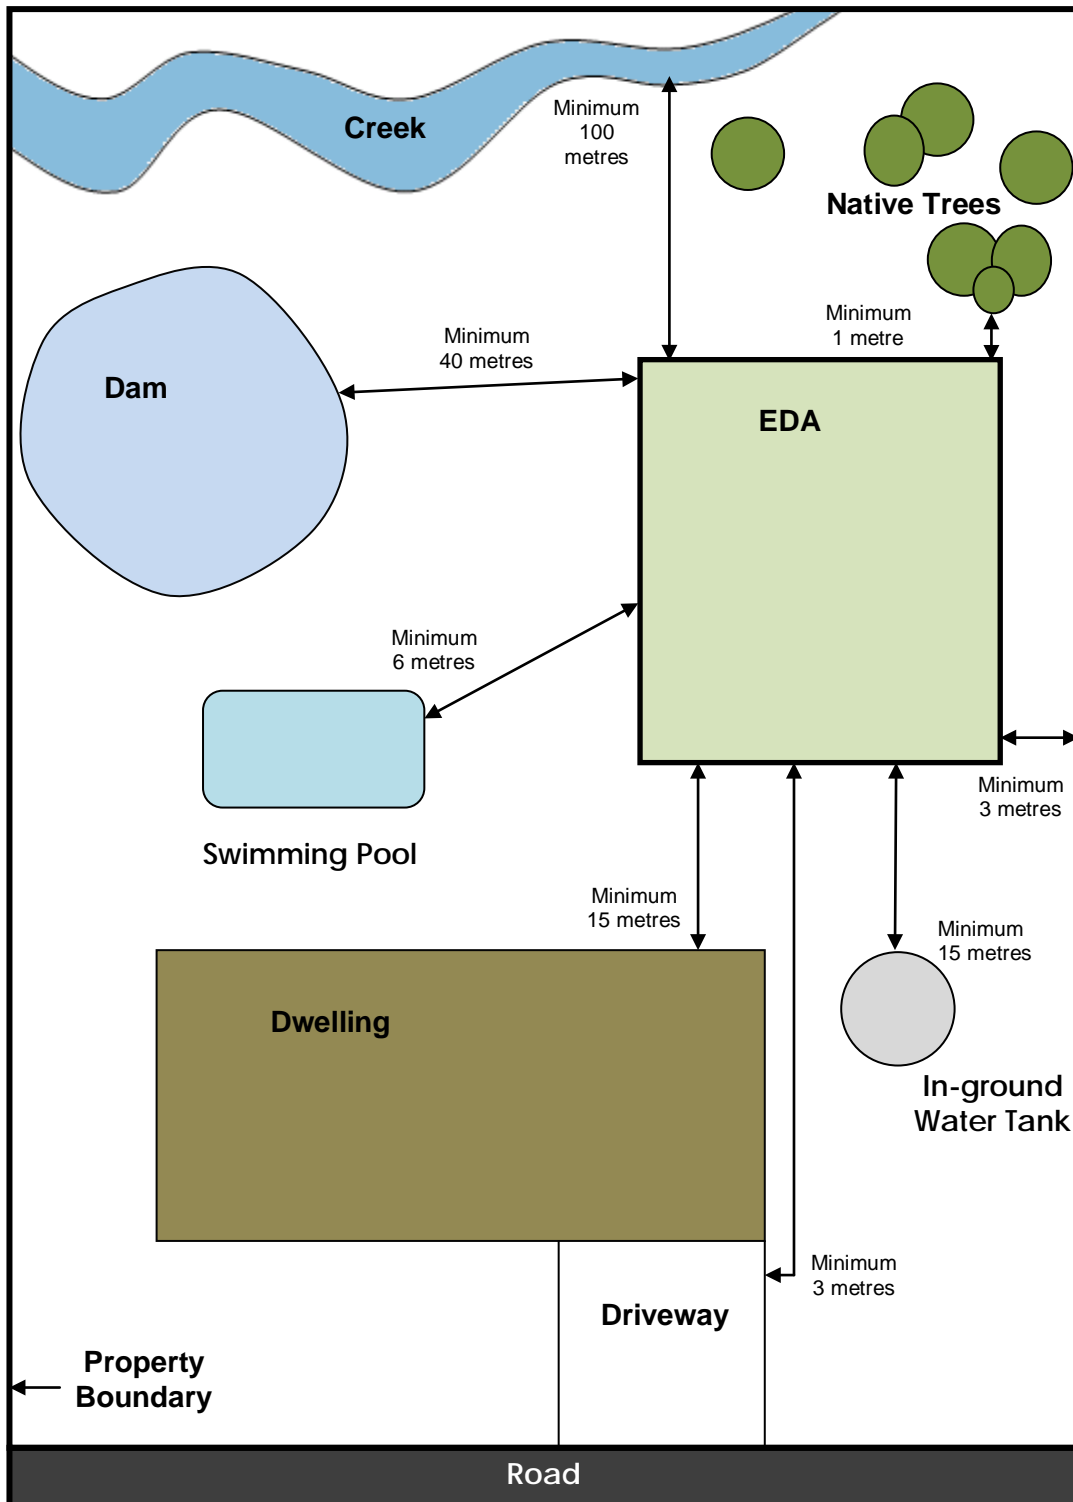 Minimum
100
metres
Creek
Native Trees
Minimum
1 metre
Minimum
40 metres
Dam
EDA
Minimum
6 metres
Minimum
3 metres
Swimming Pool
Minimum
15 metres
Minimum
15 metres
Dwelling
In-ground
Water Tank
Minimum
3 metres
Driveway
Property
Boundary
Road